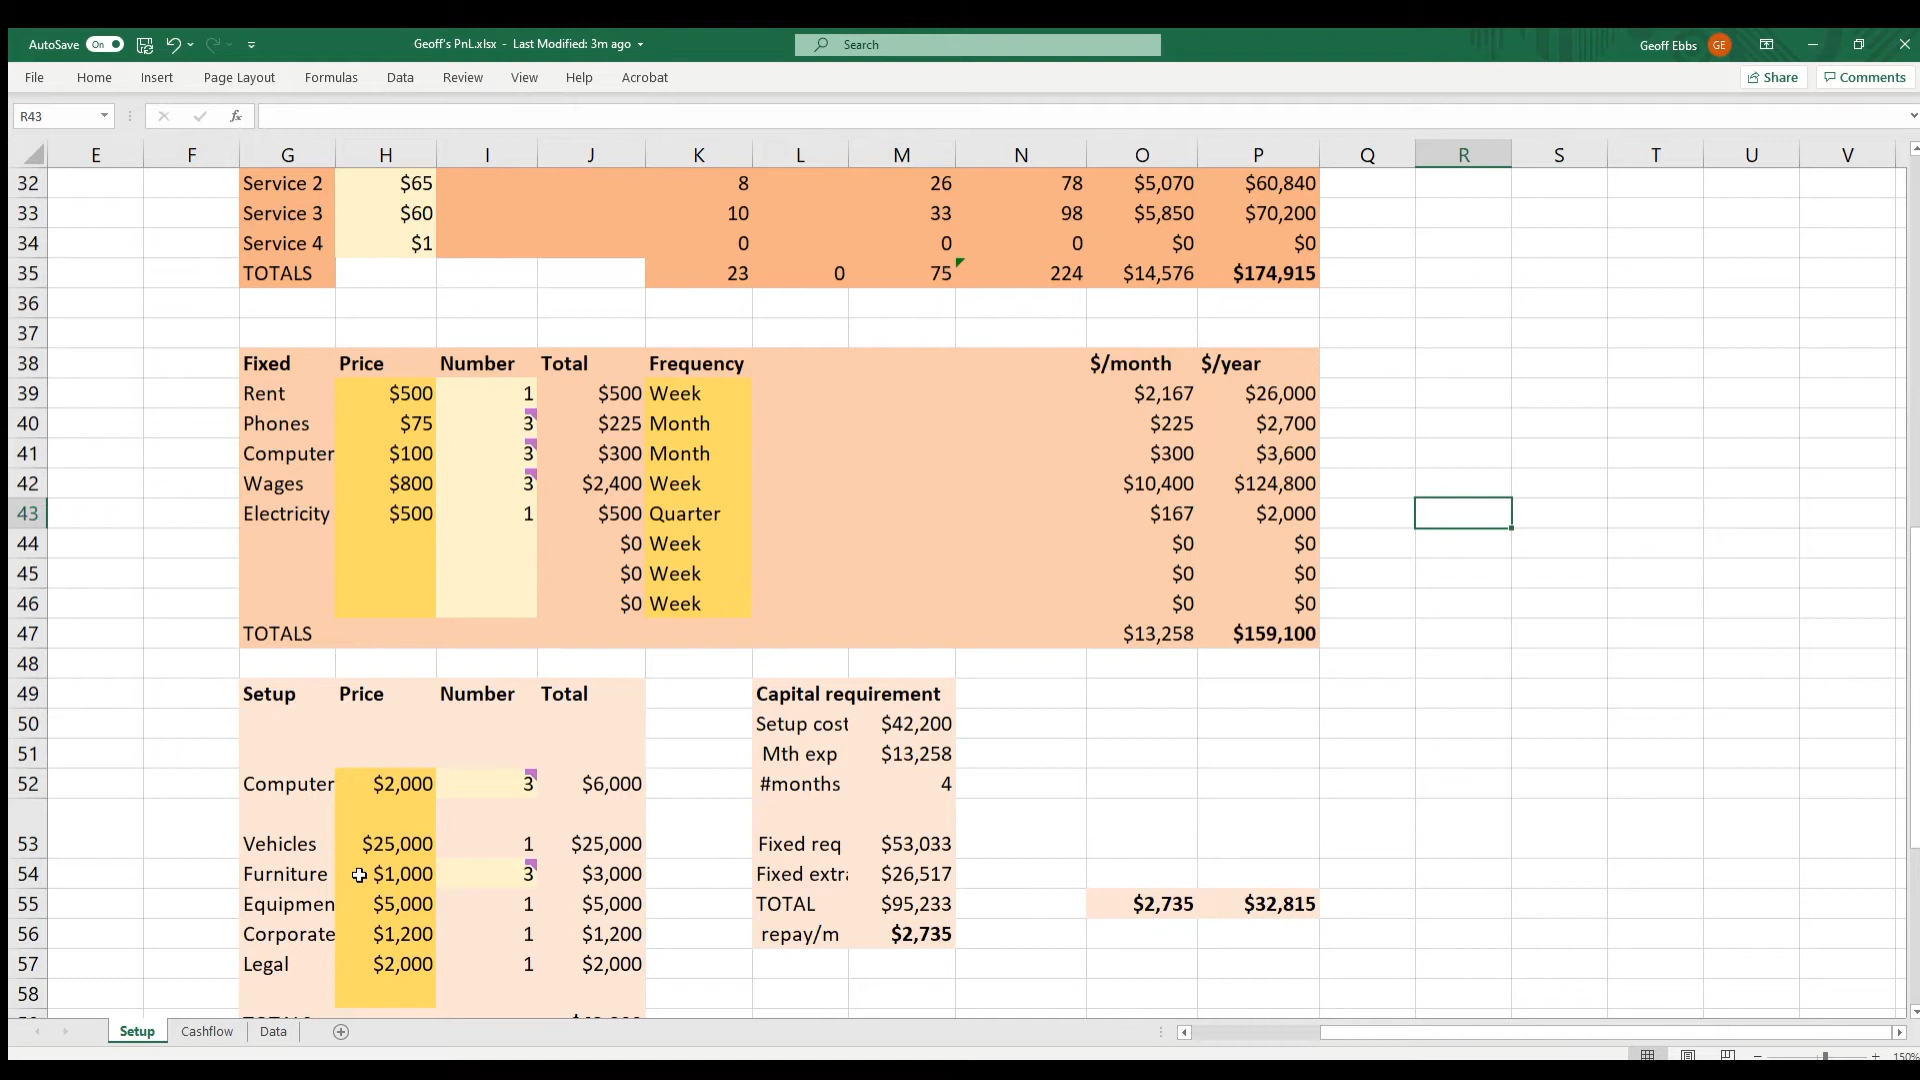 AutoSave On Geoff's PnL.xlsx - Last Modified: 3m ago Search Geoff Ebbs GE
File Home Insert Page Layout Formulas Data Review View Help Acrobat Share Comments
R43 fx
E F G H I J K L M N O P Q R S T U V
32 Service 2 $65 8 26 78 $5,070 $60,840
33 Service 3 $60 10 33 98 $5,850 $70,200
34 Service 4 $1 0 0 0 $0 $0
35 TOTALS 23 0 75 224 $14,576 $174,915
36
37
38 Fixed Price Number Total Frequency $/month $/year
39 Rent $500 1 $500 Week $2,167 $26,000
40 Phones $75 3 $225 Month $225 $2,700
41 Computer $100 3 $300 Month $300 $3,600
42 Wages $800 3 $2,400 Week $10,400 $124,800
43 Electricity $500 1 $500 Quarter $167 $2,000
44 $0 Week $0 $0
45 $0 Week $0 $0
46 $0 Week $0 $0
47 TOTALS $13,258 $159,100
48
49 Setup Price Number Total Capital requirement
50 Setup cost $42,200
51 Mth exp $13,258
52 Computer $2,000 3 $6,000 #months 4
53 Vehicles $25,000 1 $25,000 Fixed req $53,033
54 Furniture $1,000 3 $3,000 Fixed extra $26,517
55 Equipmen $5,000 1 $5,000 TOTAL $95,233 $2,735 $32,815
56 Corporate $1,200 1 $1,200 repay/m $2,735
57 Legal $2,000 1 $2,000
58
Setup Cashflow Data
150%